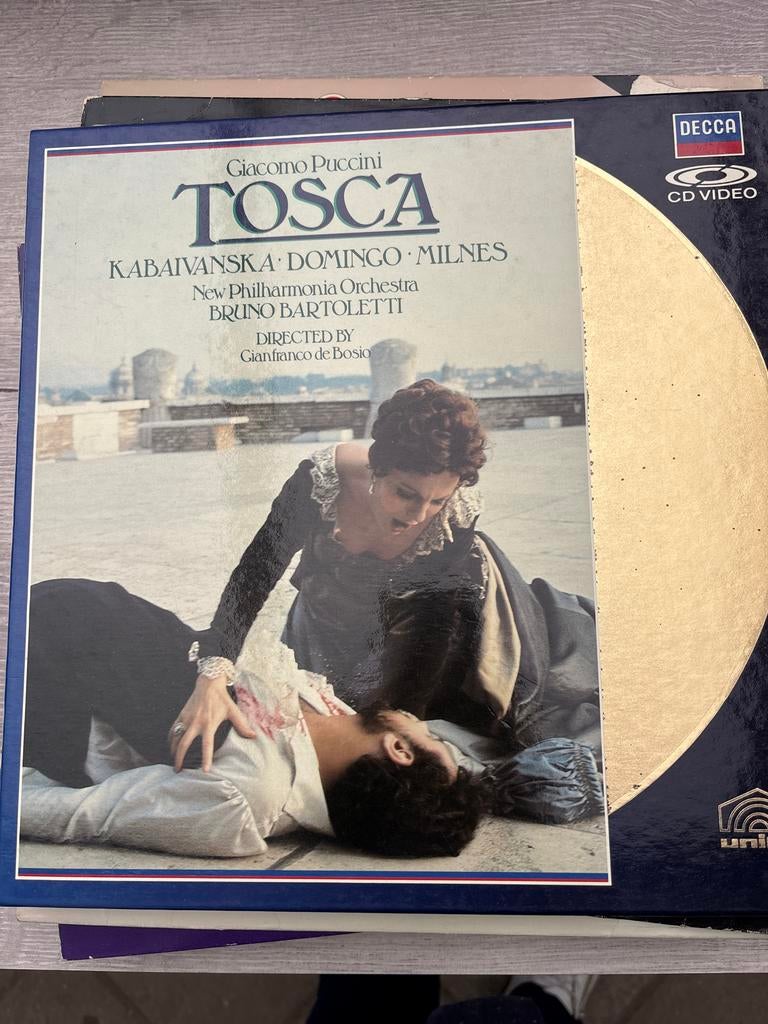 Giacomo Puccini
TOSCA
KABAIVANSKA · DOMINGO · MILNES
New Philharmonia Orchestra
BRUNO BARTOLETTI
DIRECTED BY
Gianfranco de Bosio
DECCA
CD VIDEO